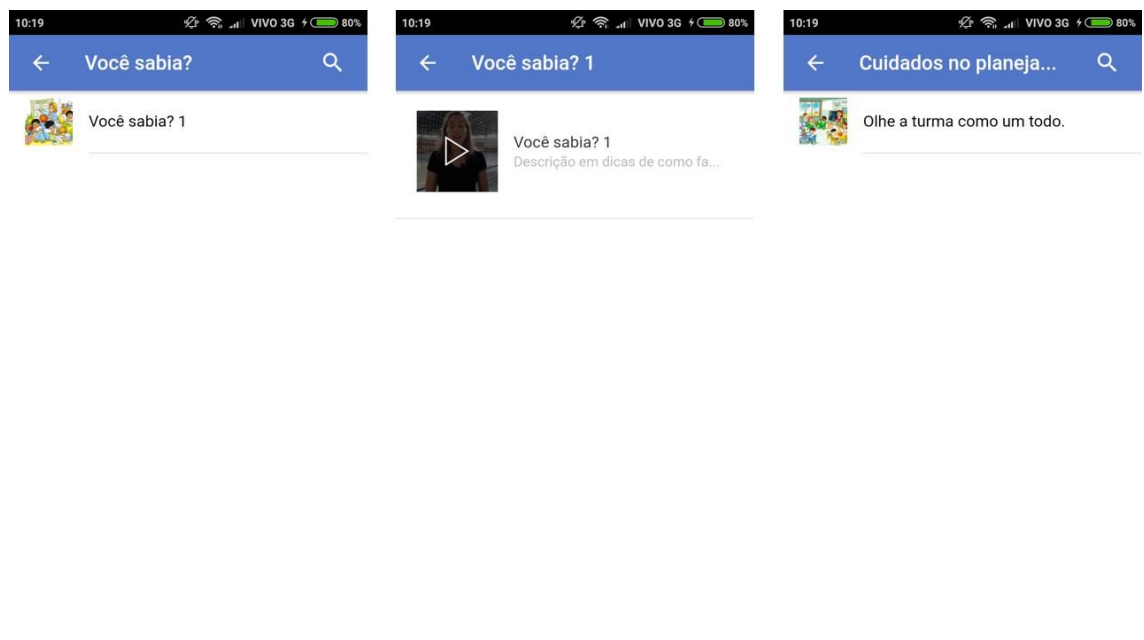 10:19 VIVO 3G 80%
Você sabia?
Você sabia? 1
10:19 VIVO 3G 80%
Você sabia? 1
Você sabia? 1
Descrição em dicas de como fa...
10:19 VIVO 3G 80%
Cuidados no planeja...
Olhe a turma como um todo.